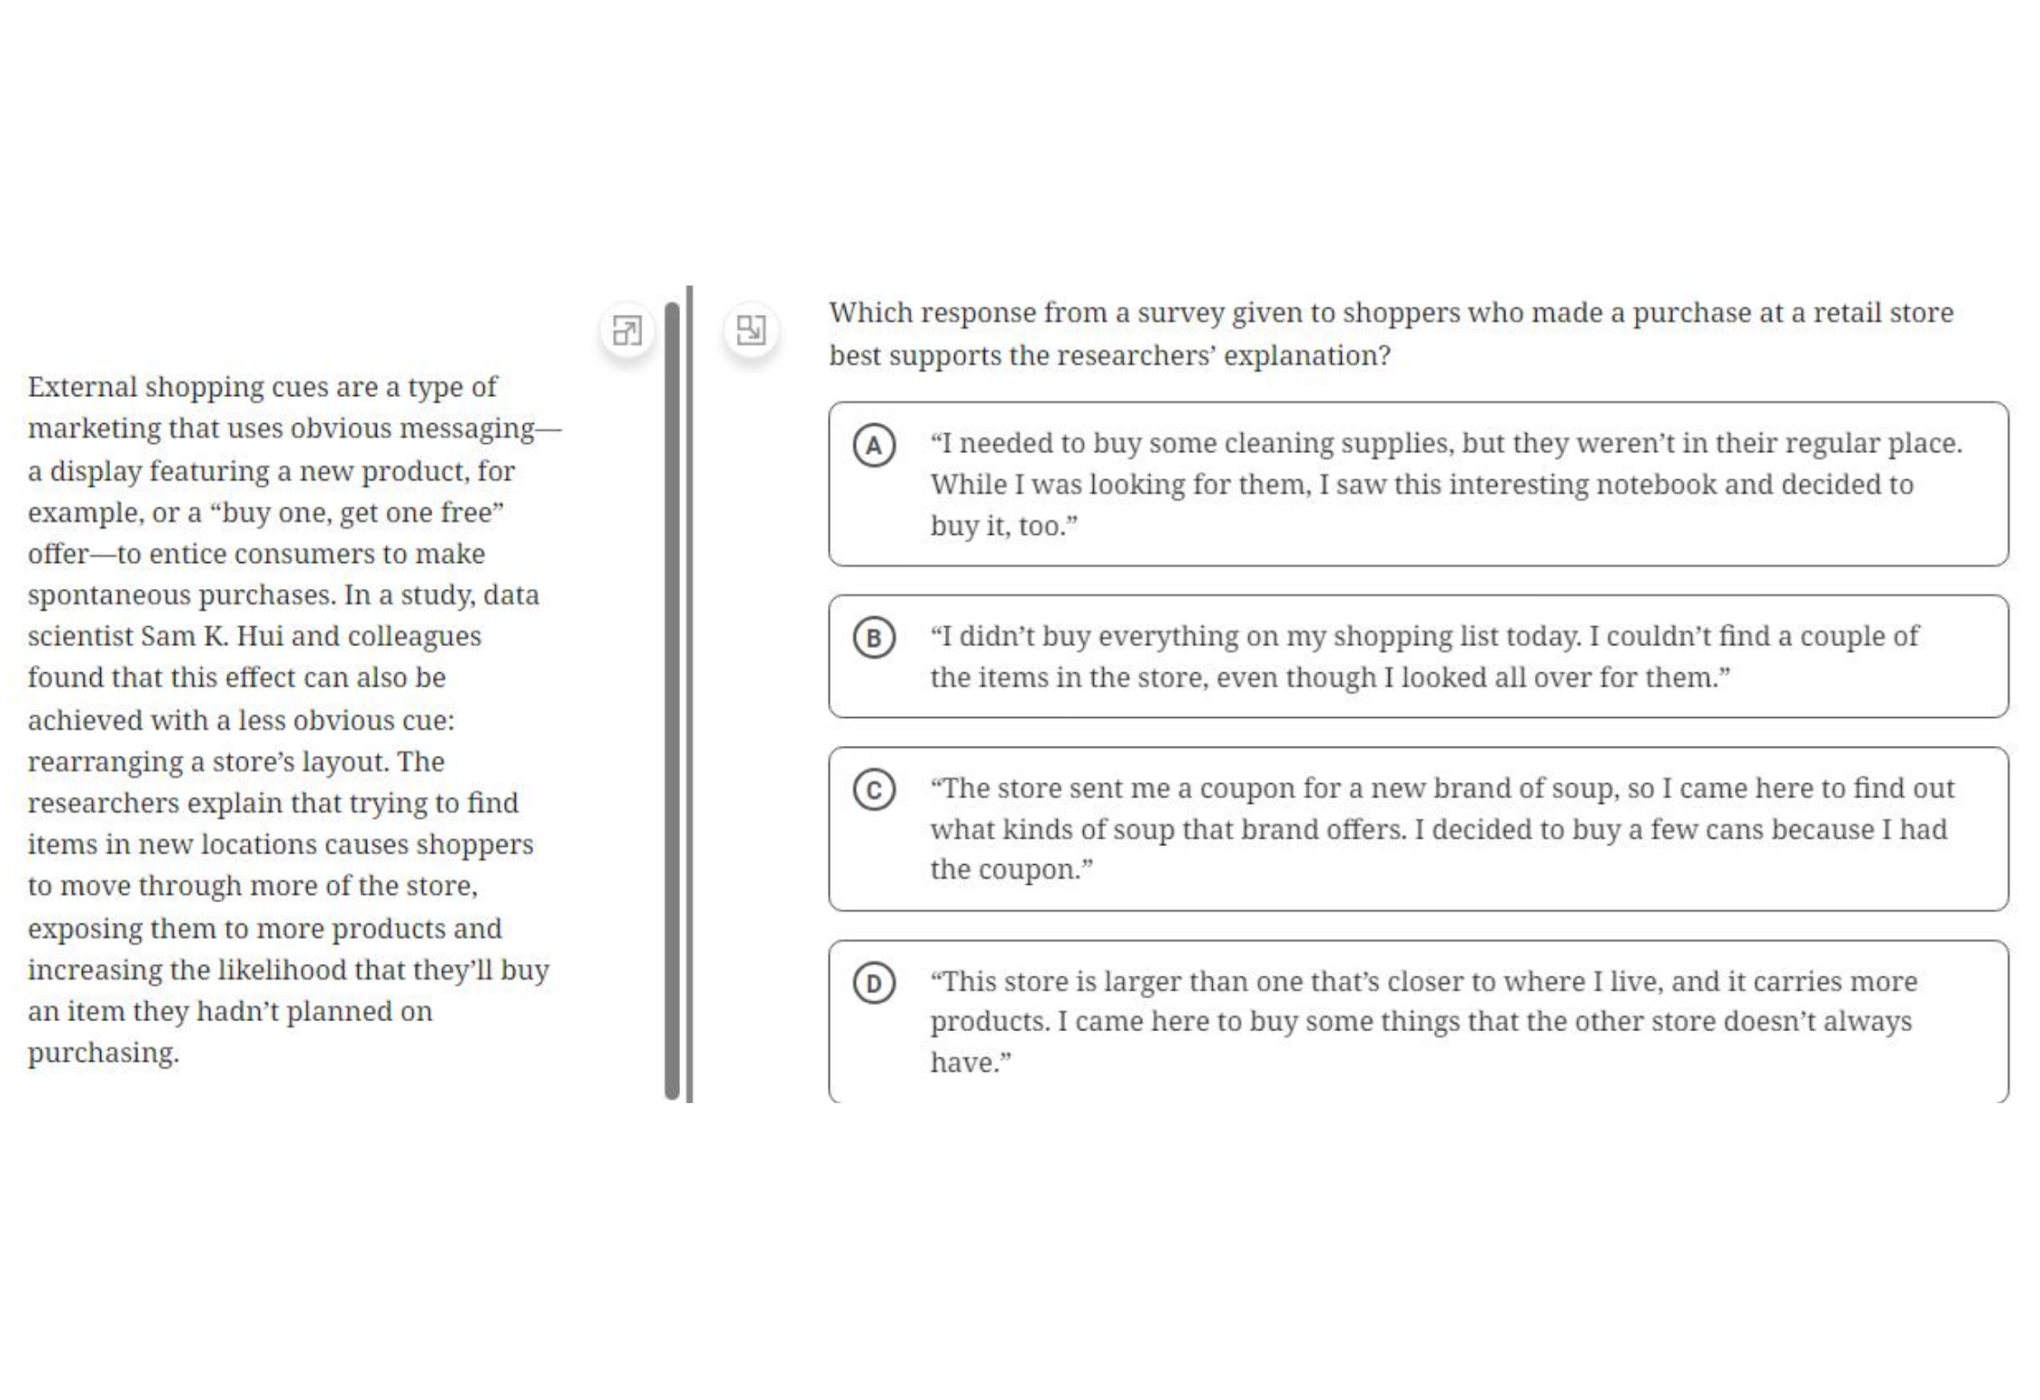 External shopping cues are a type of
marketing that uses obvious messaging—
a display featuring a new product, for
example, or a “buy one, get one free”
offer—to entice consumers to make
spontaneous purchases. In a study, data
scientist Sam K. Hui and colleagues
found that this effect can also be
achieved with a less obvious cue:
rearranging a store’s layout. The
researchers explain that trying to find
items in new locations causes shoppers
to move through more of the store,
exposing them to more products and
increasing the likelihood that they’ll buy
an item they hadn’t planned on
purchasing.
Which response from a survey given to shoppers who made a purchase at a retail store
best supports the researchers’ explanation?
A “I needed to buy some cleaning supplies, but they weren’t in their regular place.
While I was looking for them, I saw this interesting notebook and decided to
buy it, too.”
B “I didn’t buy everything on my shopping list today. I couldn’t find a couple of
the items in the store, even though I looked all over for them.”
C “The store sent me a coupon for a new brand of soup, so I came here to find out
what kinds of soup that brand offers. I decided to buy a few cans because I had
the coupon.”
D “This store is larger than one that’s closer to where I live, and it carries more
products. I came here to buy some things that the other store doesn’t always
have.”